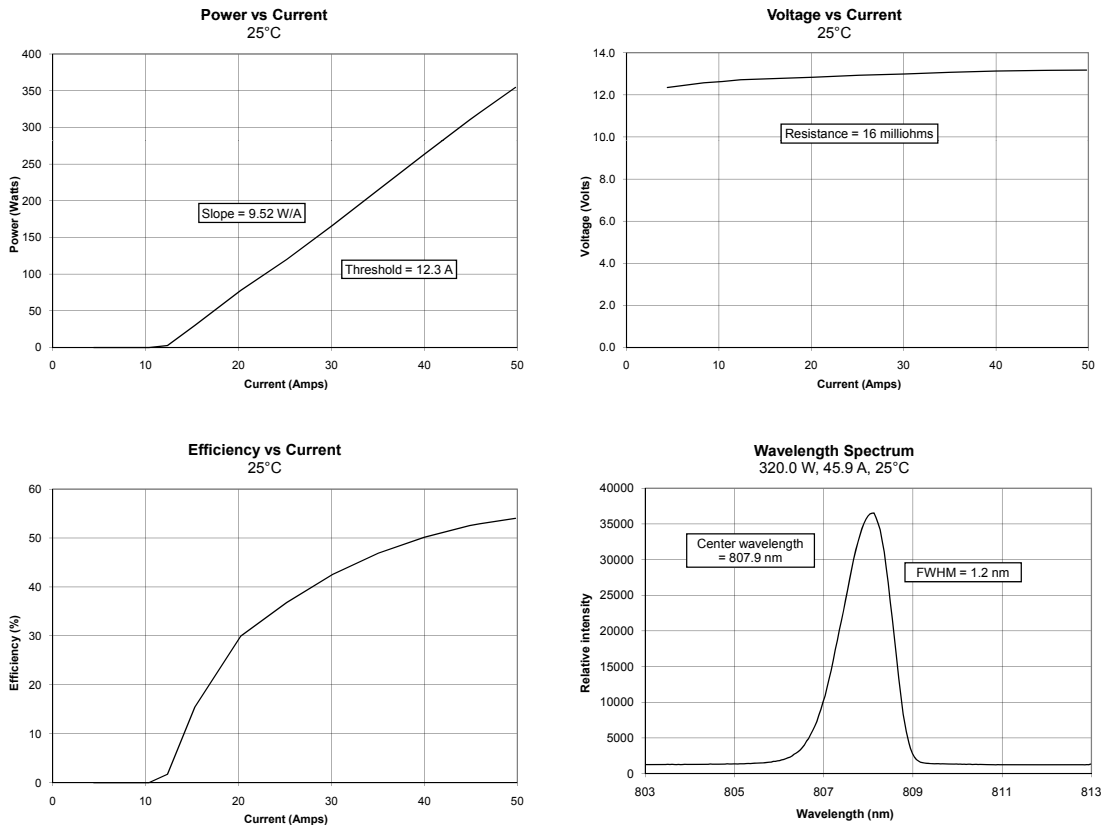 Power vs Current
25°C
400
350
300
250
200
150
100
50
0
Power (Watts)
Slope = 9.52 W/A
Threshold = 12.3 A
0 10 20 30 40 50
Current (Amps)
Voltage vs Current
25°C
14.0
12.0
10.0
8.0
6.0
4.0
2.0
0.0
Voltage (Volts)
Resistance = 16 milliohms
0 10 20 30 40 50
Current (Amps)
Efficiency vs Current
25°C
60
50
40
30
20
10
0
Efficiency (%)
0 10 20 30 40 50
Current (Amps)
Wavelength Spectrum
320.0 W, 45.9 A, 25°C
40000
35000
30000
25000
20000
15000
10000
5000
0
Relative intensity
Center wavelength
= 807.9 nm
FWHM = 1.2 nm
803 805 807 809 811 813
Wavelength (nm)